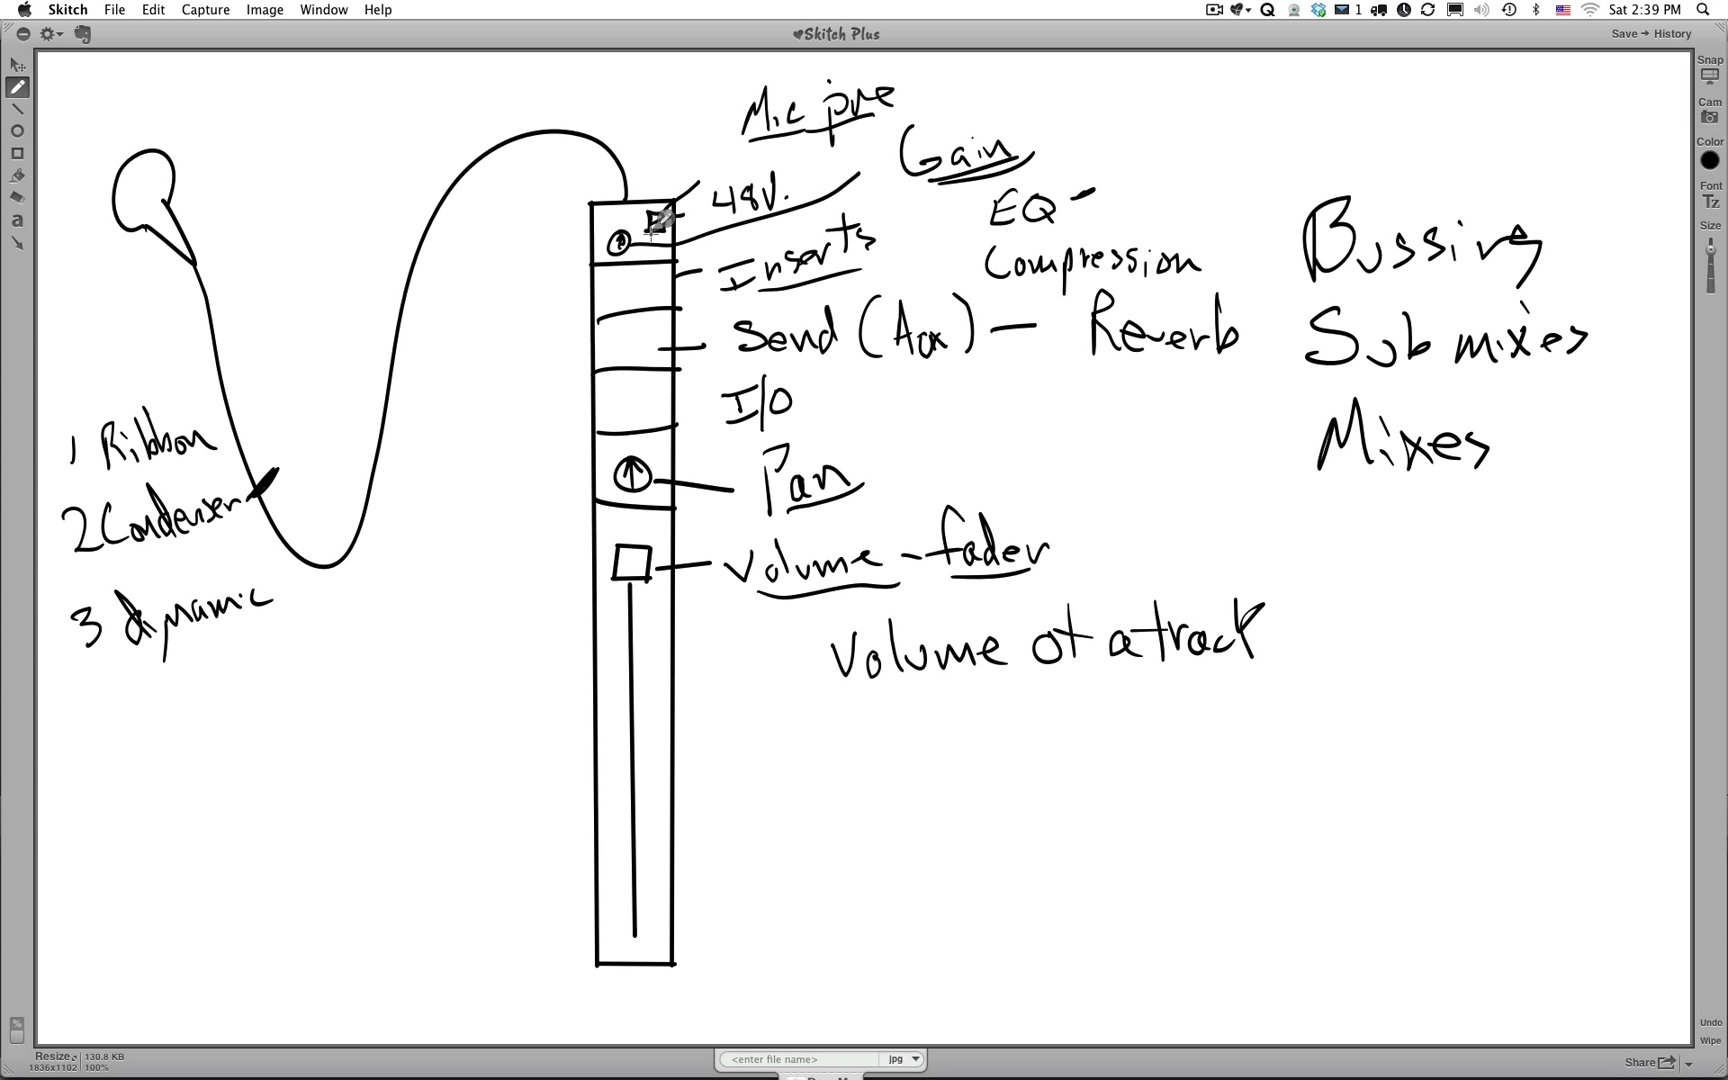 Skitch File Edit Capture Image Window Help
1
Sat 2:39 PM
Skitch Plus
Save → History
Snap
Cam
Color
Font
Tz
Size
a
Mic pre
Gain
48V.
EQ -
Inserts
Compression
Send (Aux) — Reverb
I/O
Pan
Volume - fader
Volume of a track
Bussing
Submixes
Mixes
1 Ribbon
2 Condenser
3 dynamic
%
Undo
Wipe
Resize 130.8 KB
1836x1102 100%
<enter file name> jpg
Share